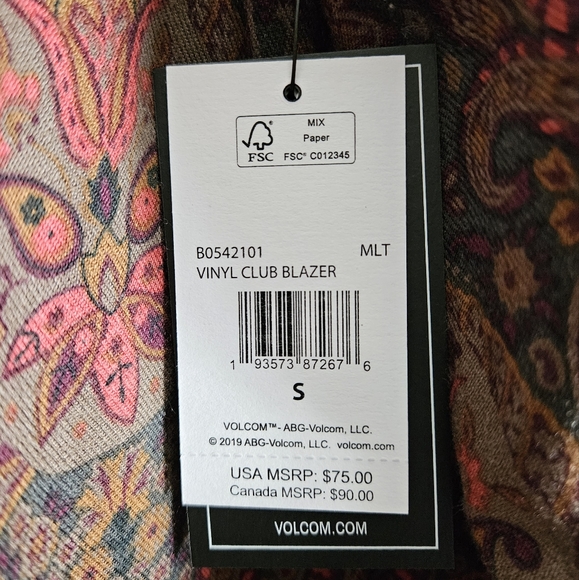 MIX
Paper
FSC® FSC® C012345
B0542101 MLT
VINYL CLUB BLAZER
1 93573 87267 6
S
VOLCOM™- ABG-Volcom, LLC.
© 2019 ABG-Volcom, LLC. volcom.com
USA MSRP: $75.00
Canada MSRP: $90.00
VOLCOM.COM